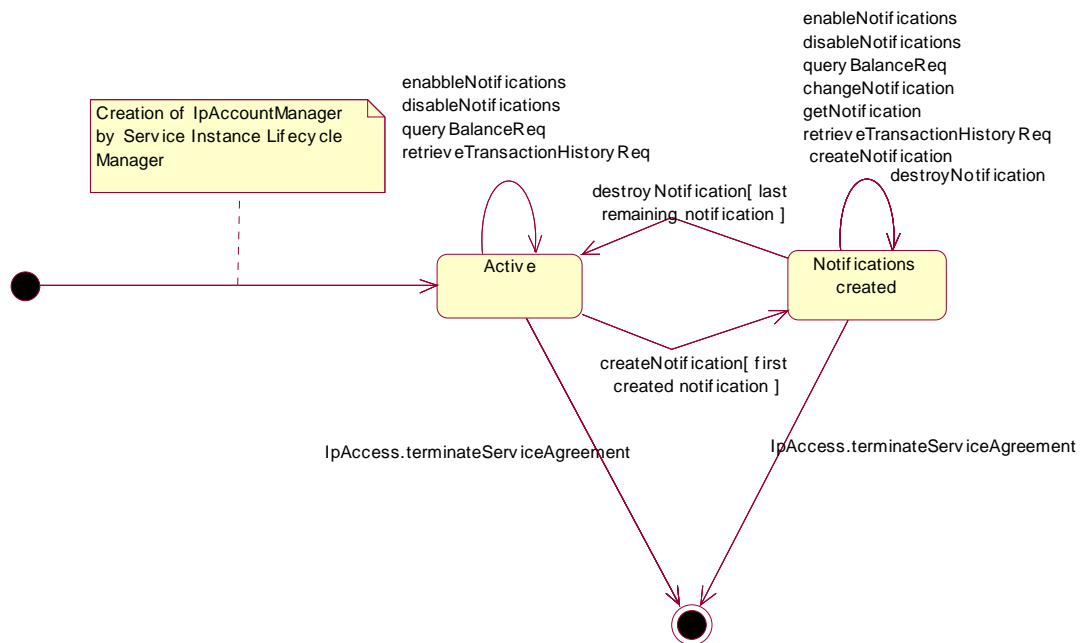 enableNotifications
disableNotifications
queryBalanceReq
changeNotification
getNotification
retrieveTransactionHistoryReq
createNotification
destroyNotification
enabbleNotifications
disableNotifications
queryBalanceReq
retrieveTransactionHistoryReq
Creation of IpAccountManager
by Service Instance Lifecycle
Manager
destroyNotification[ last
remaining notification ]
Active
Notifications
created
createNotification[ first
created notification ]
IpAccess.terminateServiceAgreement
IpAccess.terminateServiceAgreement